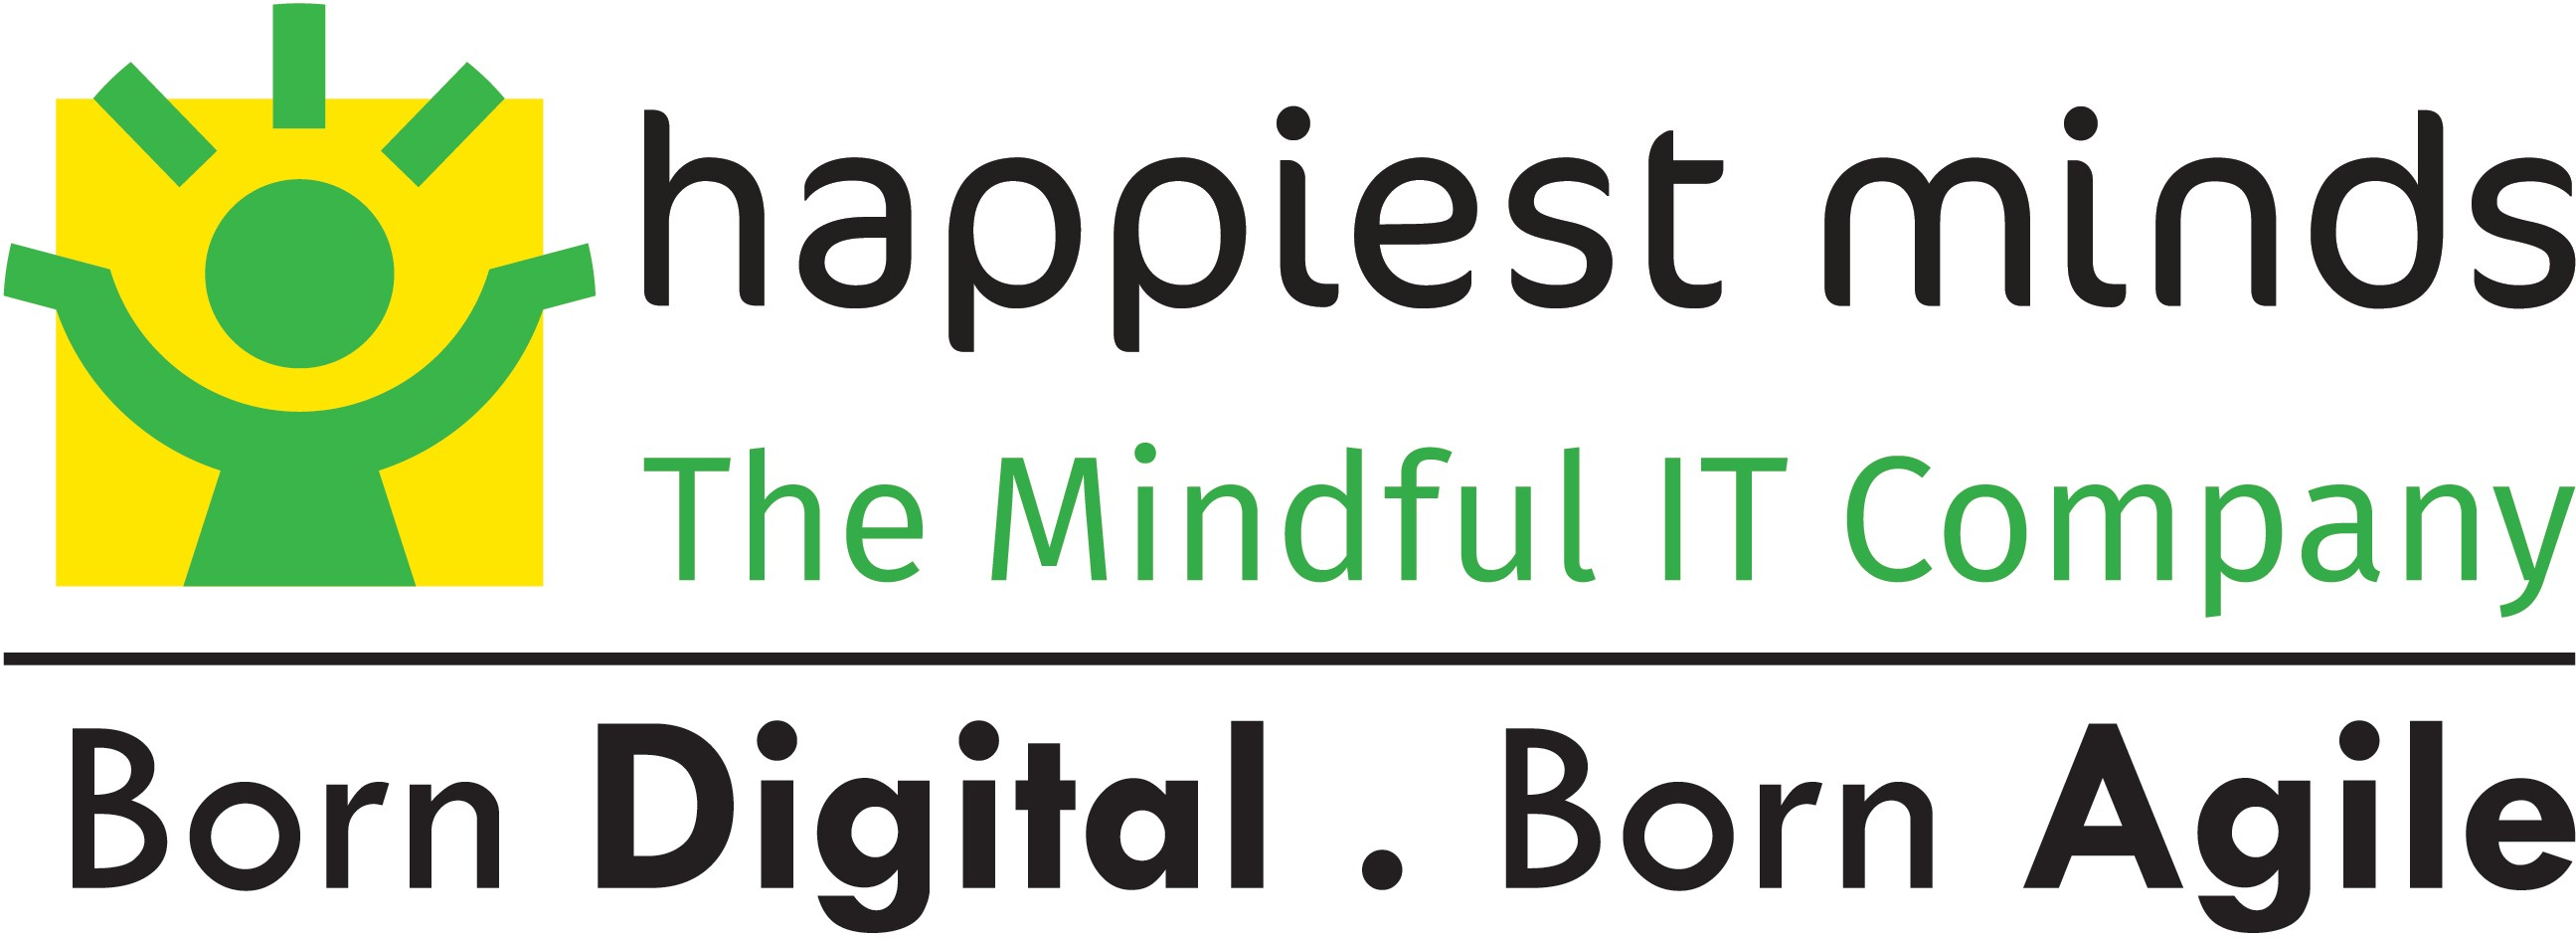 happiest minds
The Mindful IT Company
Born Digital . Born Agile